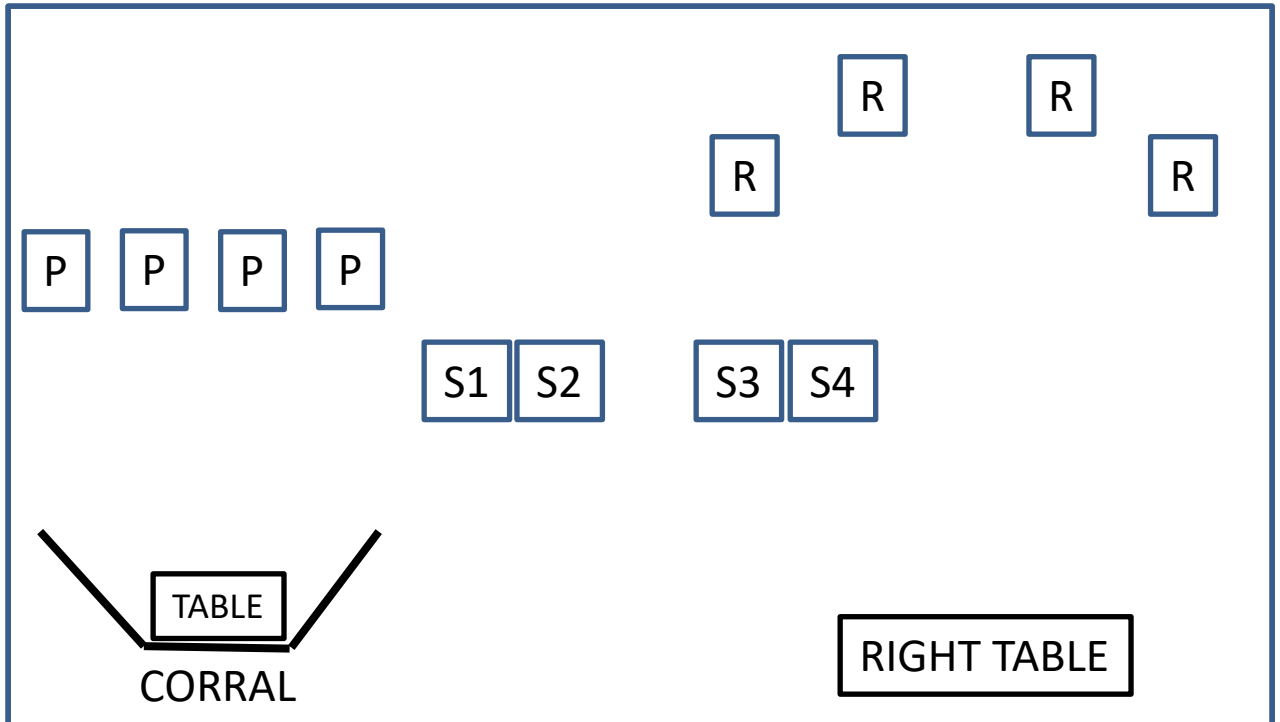 R R
R R
P P P P
S1 S2 S3 S4
TABLE
RIGHT TABLE
CORRAL